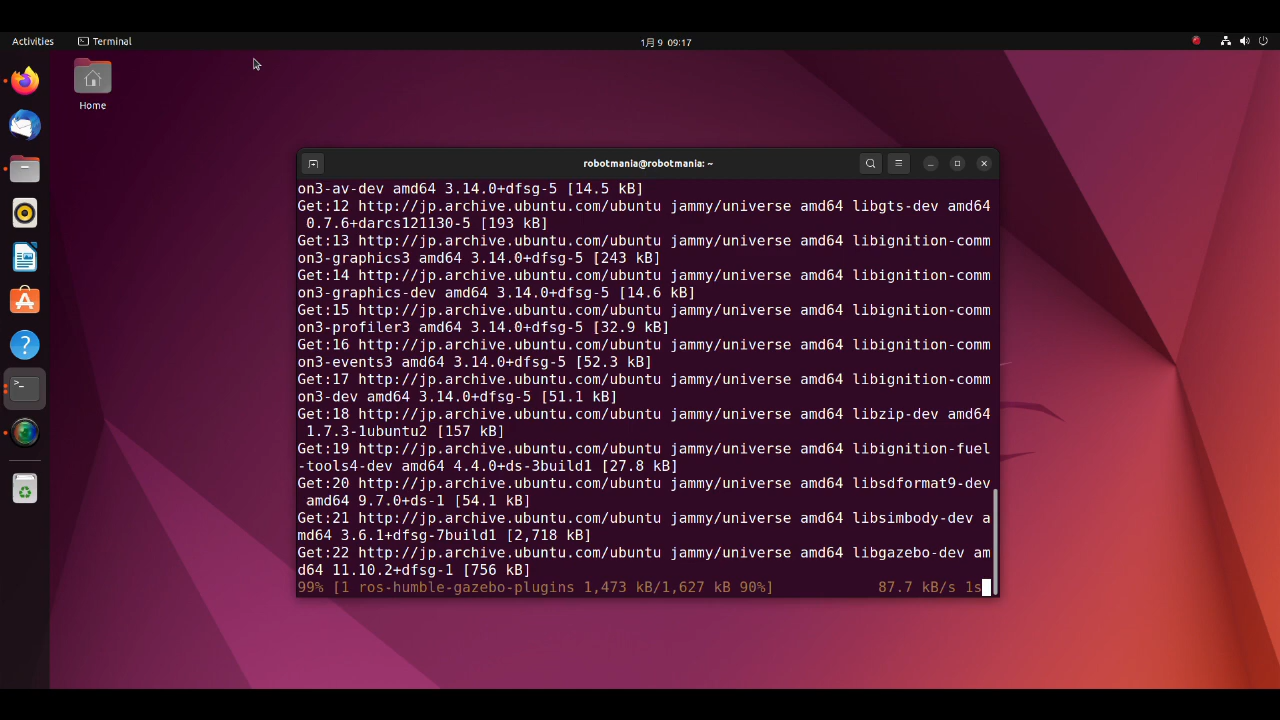 Activities
Terminal
1月 9 09:17
Home
robotmania@robotmania: ~
on3-av-dev amd64 3.14.0+dfsg-5 [14.5 kB]
Get:12 http://jp.archive.ubuntu.com/ubuntu jammy/universe amd64 libgts-dev amd64
0.7.6+darcs121130-5 [193 kB]
Get:13 http://jp.archive.ubuntu.com/ubuntu jammy/universe amd64 libignition-comm
on3-graphics3 amd64 3.14.0+dfsg-5 [243 kB]
Get:14 http://jp.archive.ubuntu.com/ubuntu jammy/universe amd64 libignition-comm
on3-graphics-dev amd64 3.14.0+dfsg-5 [14.6 kB]
Get:15 http://jp.archive.ubuntu.com/ubuntu jammy/universe amd64 libignition-comm
on3-profiler3 amd64 3.14.0+dfsg-5 [32.9 kB]
Get:16 http://jp.archive.ubuntu.com/ubuntu jammy/universe amd64 libignition-comm
on3-events3 amd64 3.14.0+dfsg-5 [52.3 kB]
Get:17 http://jp.archive.ubuntu.com/ubuntu jammy/universe amd64 libignition-comm
on3-dev amd64 3.14.0+dfsg-5 [51.1 kB]
Get:18 http://jp.archive.ubuntu.com/ubuntu jammy/universe amd64 libzip-dev amd64
1.7.3-1ubuntu2 [157 kB]
Get:19 http://jp.archive.ubuntu.com/ubuntu jammy/universe amd64 libignition-fuel
-tools4-dev amd64 4.4.0+ds-3build1 [27.8 kB]
Get:20 http://jp.archive.ubuntu.com/ubuntu jammy/universe amd64 libsdformat9-dev
amd64 9.7.0+ds-1 [54.1 kB]
Get:21 http://jp.archive.ubuntu.com/ubuntu jammy/universe amd64 libsimbody-dev a
md64 3.6.1+dfsg-7build1 [2,718 kB]
Get:22 http://jp.archive.ubuntu.com/ubuntu jammy/universe amd64 libgazebo-dev am
d64 11.10.2+dfsg-1 [756 kB]
99% [1 ros-humble-gazebo-plugins 1,473 kB/1,627 kB 90%] 87.7 kB/s 1s